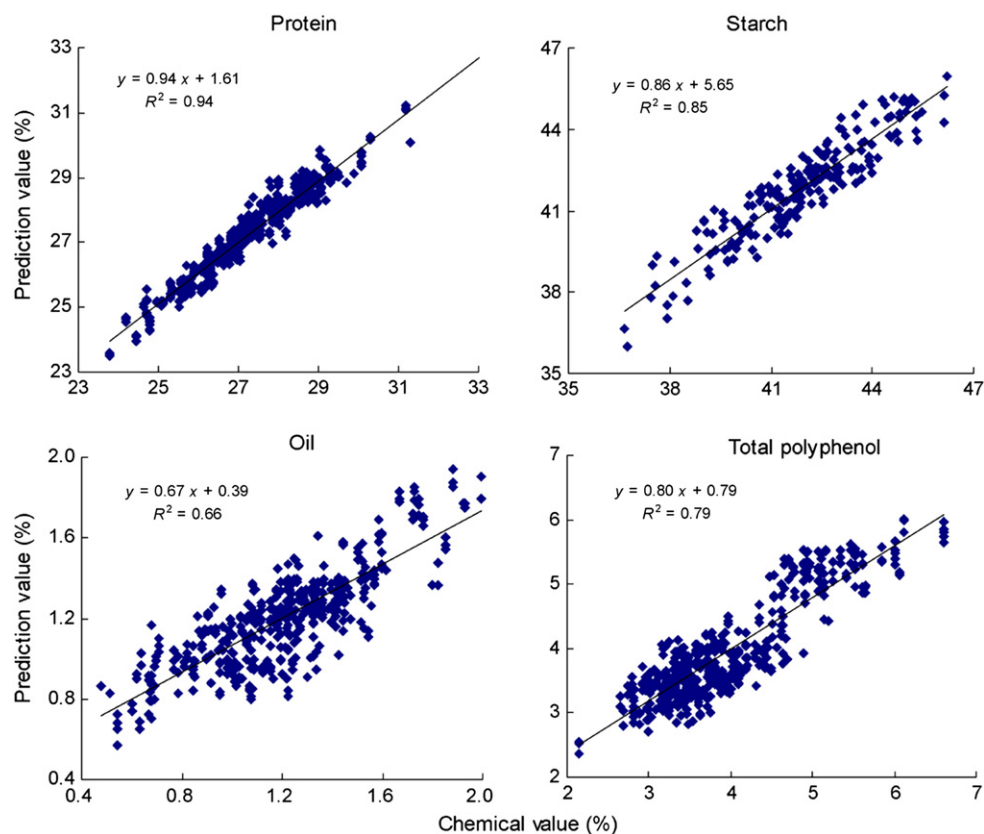 Protein
Starch
33
31
29
27
25
23
y = 0.94 x + 1.61
R² = 0.94
23 25 27 29 31 33
47
44
41
38
35
y = 0.86 x + 5.65
R² = 0.85
35 38 41 44 47
Prediction value (%)
Oil
Total polyphenol
2.0
1.6
1.2
0.8
0.4
y = 0.67 x + 0.39
R² = 0.66
0.4 0.8 1.2 1.6 2.0
7
6
5
4
3
2
y = 0.80 x + 0.79
R² = 0.79
2 3 4 5 6 7
Prediction value (%)
Chemical value (%)